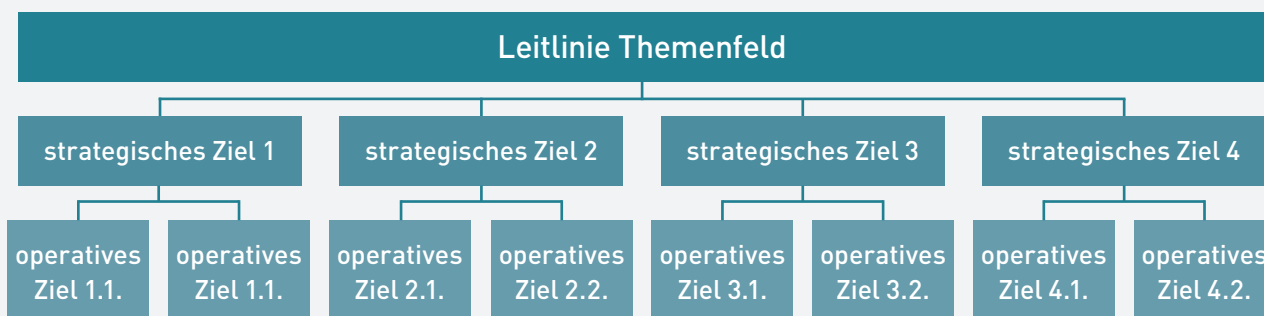 Leitlinie Themenfeld
strategisches Ziel 1
strategisches Ziel 2
strategisches Ziel 3
strategisches Ziel 4
operatives
Ziel 1.1.
operatives
Ziel 1.1.
operatives
Ziel 2.1.
operatives
Ziel 2.2.
operatives
Ziel 3.1.
operatives
Ziel 3.2.
operatives
Ziel 4.1.
operatives
Ziel 4.2.